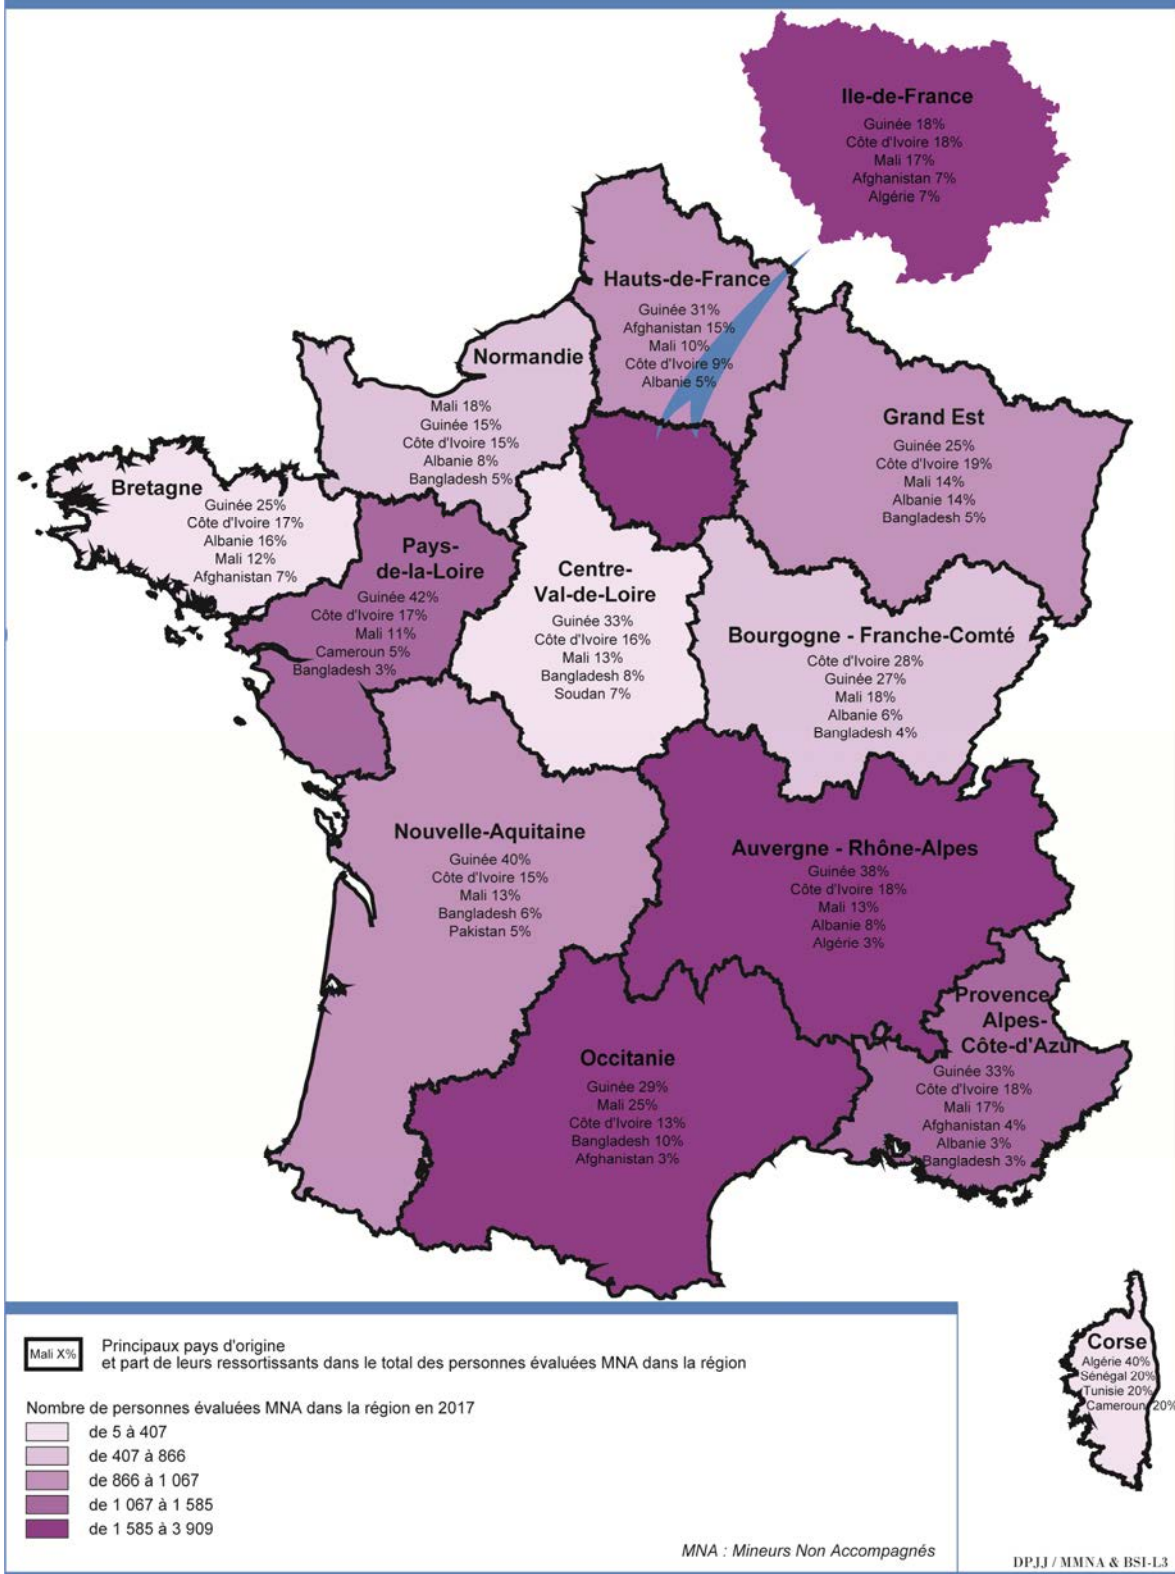 Ile-de-France
Guinée 18%
Côte d'Ivoire 18%
Mali 17%
Afghanistan 7%
Algérie 7%
Hauts-de-France
Guinée 31%
Afghanistan 15%
Mali 10%
Côte d'Ivoire 9%
Albanie 5%
Normandie
Mali 18%
Guinée 15%
Côte d'Ivoire 15%
Albanie 8%
Bangladesh 5%
Grand Est
Guinée 25%
Côte d'Ivoire 19%
Mali 14%
Albanie 14%
Bangladesh 5%
Bretagne
Guinée 25%
Côte d'Ivoire 17%
Albanie 16%
Mali 12%
Afghanistan 7%
Pays-
de-la-Loire
Guinée 42%
Côte d'Ivoire 17%
Mali 11%
Cameroun 5%
Bangladesh 3%
Centre-
Val-de-Loire
Guinée 33%
Côte d'Ivoire 16%
Mali 13%
Bangladesh 8%
Soudan 7%
Bourgogne - Franche-Comté
Côte d'Ivoire 28%
Guinée 27%
Mali 18%
Albanie 6%
Bangladesh 4%
Nouvelle-Aquitaine
Guinée 40%
Côte d'Ivoire 15%
Mali 13%
Bangladesh 6%
Pakistan 5%
Auvergne - Rhône-Alpes
Guinée 38%
Côte d'Ivoire 18%
Mali 13%
Albanie 8%
Algérie 3%
Provence
Alpes-
Côte-d'Azur
Guinée 33%
Côte d'Ivoire 18%
Mali 17%
Afghanistan 4%
Albanie 3%
Bangladesh 3%
Occitanie
Guinée 29%
Mali 25%
Côte d'Ivoire 13%
Bangladesh 10%
Afghanistan 3%
Corse
Algérie 40%
Sénégal 20%
Tunisie 20%
Cameroun 20%
Mali X%
Principaux pays d'origine
et part de leurs ressortissants dans le total des personnes évaluées MNA dans la région
Nombre de personnes évaluées MNA dans la région en 2017
de 5 à 407
de 407 à 866
de 866 à 1 067
de 1 067 à 1 585
de 1 585 à 3 909
MNA : Mineurs Non Accompagnés
DPJJ / MMNA & BSI-L3